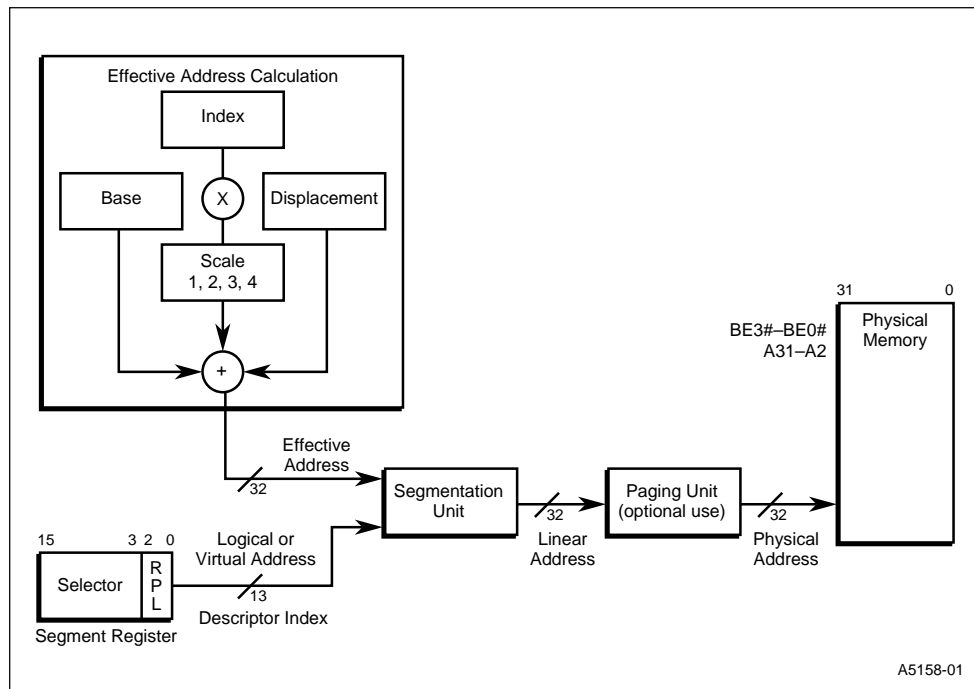 Effective Address Calculation
Index
Base
X
Displacement
Scale
1, 2, 3, 4
+
31 0
BE3#–BE0#
A31–A2
Physical
Memory
Effective
Address
32
Segmentation
Unit
32
Linear
Address
Paging Unit
(optional use)
32
Physical
Address
15 3 2 0
Selector
R
P
L
Segment Register
Logical or
Virtual Address
13
Descriptor Index
A5158-01